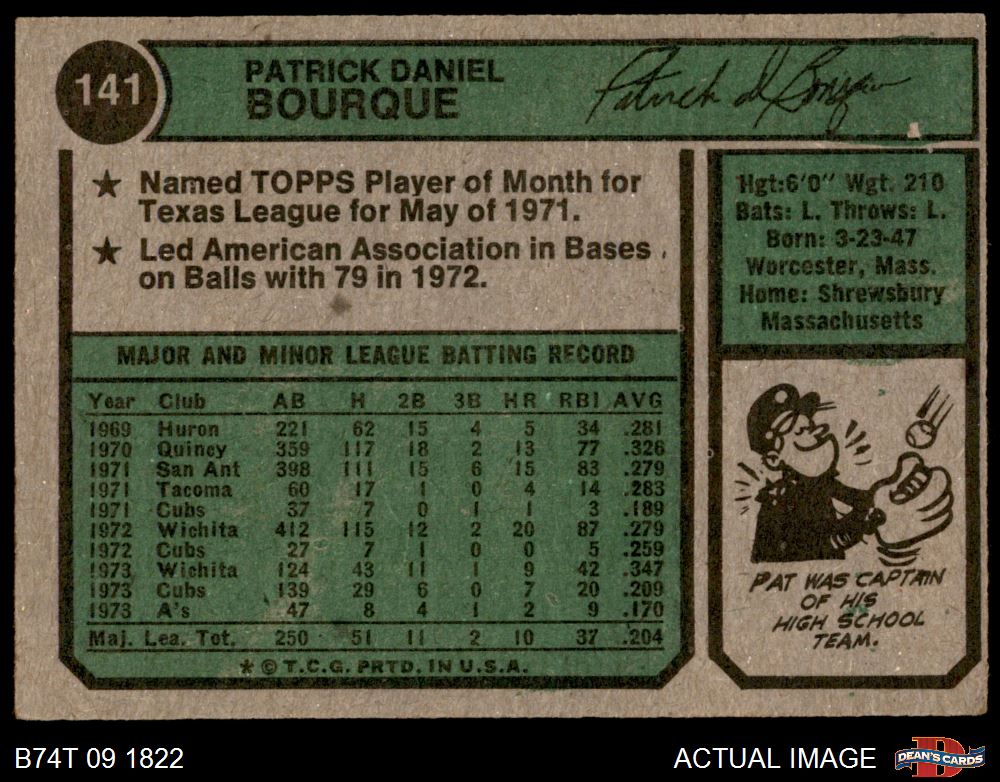 141
PATRICK DANIEL
BOURQUE
Patrick D Bourque
★ Named TOPPS Player of Month for
Texas League for May of 1971.
★ Led American Association in Bases
on Balls with 79 in 1972.
Hgt:6'0" Wgt. 210
Bats: L. Throws: L.
Born: 3-23-47
Worcester, Mass.
Home: Shrewsbury
Massachusetts
MAJOR AND MINOR LEAGUE BATTING RECORD
Year Club AB H 2B 3B HR RBI AVG
1969 Huron 221 62 15 4 5 34 .281
1970 Quincy 359 117 18 2 13 77 .326
1971 San Ant 398 111 15 6 15 83 .279
1971 Tacoma 60 17 1 0 4 14 .283
1971 Cubs 37 7 0 1 1 3 .189
1972 Wichita 412 115 12 2 20 87 .279
1972 Cubs 27 7 1 0 0 5 .259
1973 Wichita 124 43 11 1 9 42 .347
1973 Cubs 139 29 6 0 7 20 .209
1973 A's 47 8 4 1 2 9 .170
Maj. Lea. Tot. 250 51 11 2 10 37 .204
★ © T.C.G. PRTD. IN U.S.A.
PAT WAS CAPTAIN
OF HIS
HIGH SCHOOL
TEAM.
B74T 09 1822
ACTUAL IMAGE
D
DEAN'S CARDS